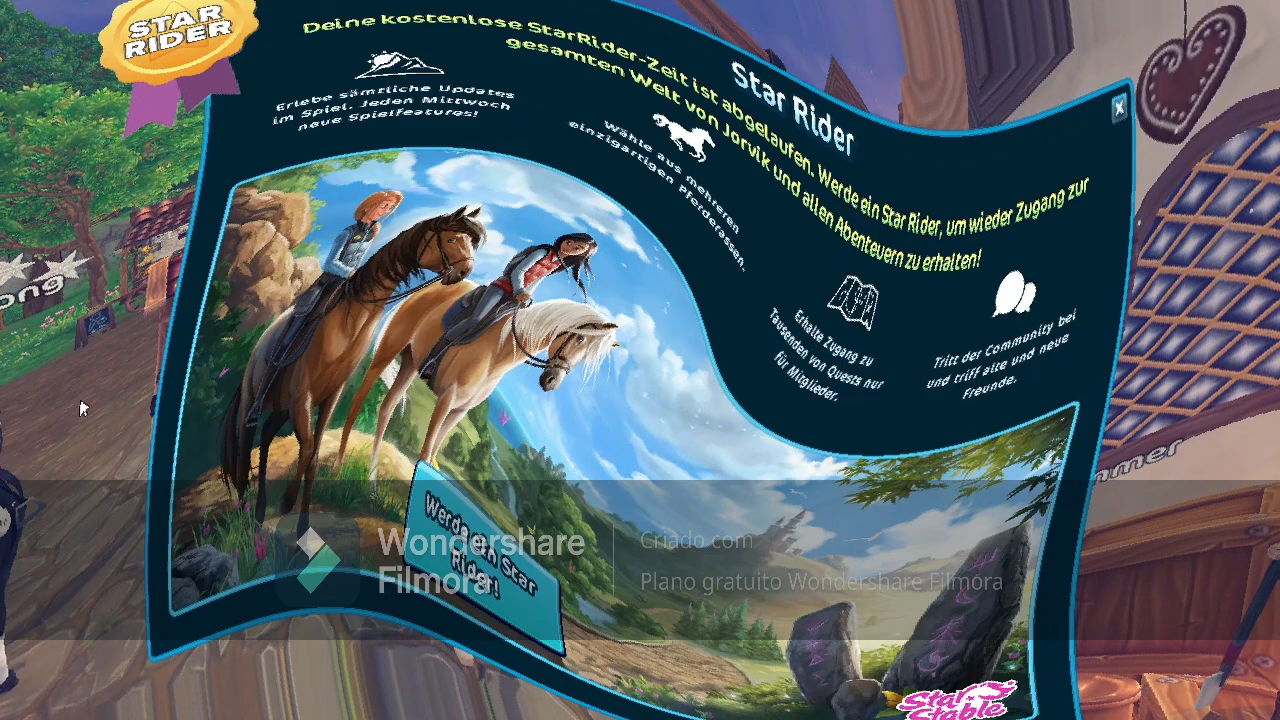 STAR
RIDER
Star Rider
Deine kostenlose StarRider-Zeit ist abgelaufen. Werde ein Star Rider, um wieder Zugang zur
gesamten Welt von Jorvik und allen Abenteuern zu erhalten!
Erlebe sämtliche Updates
im Spiel. Jeden Mittwoch
neue Spielfeatures!
Wähle aus mehreren
einzigartigen Pferderassen.
Erhalte Zugang zu
Tausenden von Quests nur
für Mitglieder.
Tritt der Community bei
und triff alte und neue
Freunde.
x
ong
mmer
Werde ein Star
Rider!
Wondershare
Filmora
Criado com
Plano gratuito Wondershare Filmora
Star
Stable